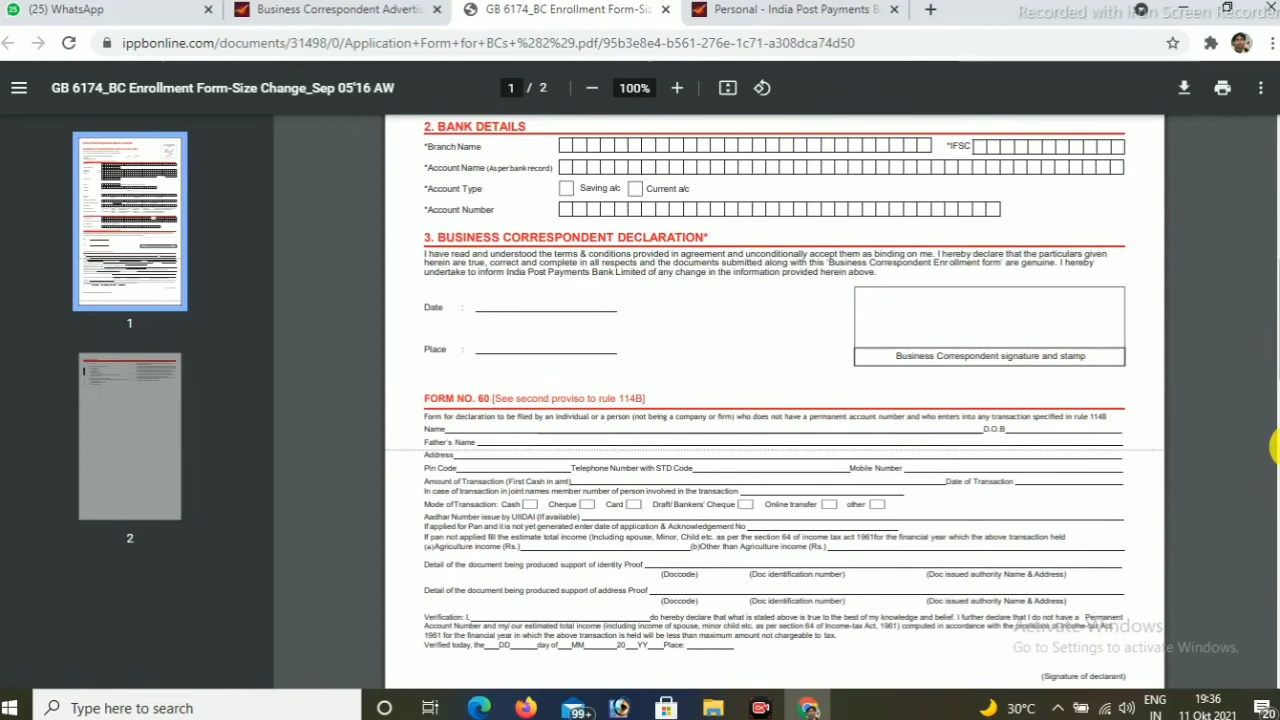 (25) WhatsApp
Business Correspondent Advertis
GB 6174_BC Enrollment Form-Siz
Personal - India Post Payments B
Recorded with iTop Screen Recorder
ippbonline.com/documents/31498/0/Application+Form+for+BCs+%282%29.pdf/95b3e8e4-b561-276e-1c71-a308dca74d50
GB 6174_BC Enrollment Form-Size Change_Sep 05'16 AW
1 / 2
100%
2. BANK DETAILS
*Branch Name
*IFSC
*Account Name (As per bank record)
*Account Type
Saving a/c
Current a/c
*Account Number
3. BUSINESS CORRESPONDENT DECLARATION*
I have read and understood the terms & conditions provided in agreement and unconditionally accept them as binding on me. I hereby declare that the particulars given
herein are true, correct and complete in all respects and the documents submitted along with this 'Business Correspondent Enrollment form' are genuine. I hereby
undertake to inform India Post Payments Bank Limited of any change in the information provided herein above.
Date :
Place :
Business Correspondent signature and stamp
FORM NO. 60 [See second proviso to rule 114B]
Form for declaration to be filed by an individual or a person (not being a company or firm) who does not have a permanent account number and who enters into any transaction specified in rule 114B
Name D.O.B
Father's Name
Address
Pin Code Telephone Number with STD Code Mobile Number
Amount of Transaction (First Cash in amt) Date of Transaction
In case of transaction in joint names member number of person involved in the transaction
Mode of Transaction: Cash Cheque Card Draft/ Bankers' Cheque Online transfer other
Aadhar Number issue by UIIDAI (If available)
If applied for Pan and it is not yet generated enter date of application & Acknowledgement No
If pan not applied fill the estimate total income (Including spouse, Minor, Child etc. as per the section 64 of income tax act 1961for the financial year which the above transaction held
(a)Agriculture income (Rs.) (b)Other than Agriculture income (Rs.)
Detail of the document being produced support of identity Proof
(Doccode) (Doc identification number) (Doc issued authority Name & Address)
Detail of the document being produced support of address Proof
(Doccode) (Doc identification number) (Doc issued authority Name & Address)
Verification: I, do hereby declare that what is stated above is true to the best of my knowledge and belief. I further declare that I do not have a Permanent
Account Number and my/ our estimated total income (including income of spouse, minor child etc. as per section 64 of Income-tax Act, 1961) computed in accordance with the provisions of Income-tax Act,
1961 for the financial year in which the above transaction is held will be less than maximum amount not chargeable to tax.
Verified today, the DD day of MM 20 YY Place:
(Signature of declarant)
1
2
Activate Windows
Go to Settings to activate Windows.
Type here to search
99+
30°C
ENG
IN
19:36
11 Okt 2021
20